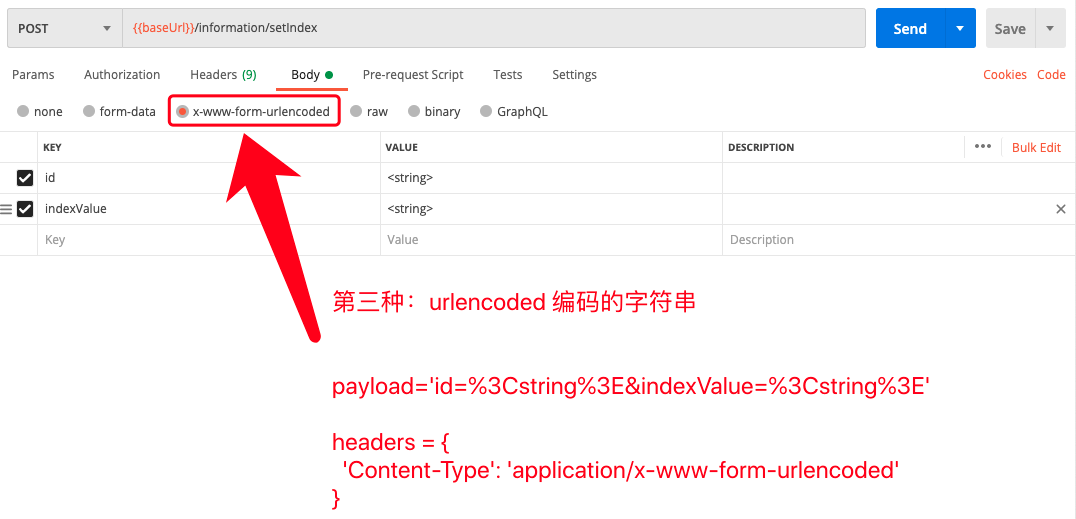 POST {{baseUrl}}/information/setIndex Send Save
Params Authorization Headers (9) Body Pre-request Script Tests Settings Cookies Code
none form-data x-www-form-urlencoded raw binary GraphQL
KEY VALUE DESCRIPTION ••• Bulk Edit
id <string>
indexValue <string>
Key Value Description
第三种：urlencoded 编码的字符串
payload='id=%3Cstring%3E&indexValue=%3Cstring%3E'
headers = {
'Content-Type': 'application/x-www-form-urlencoded'
}